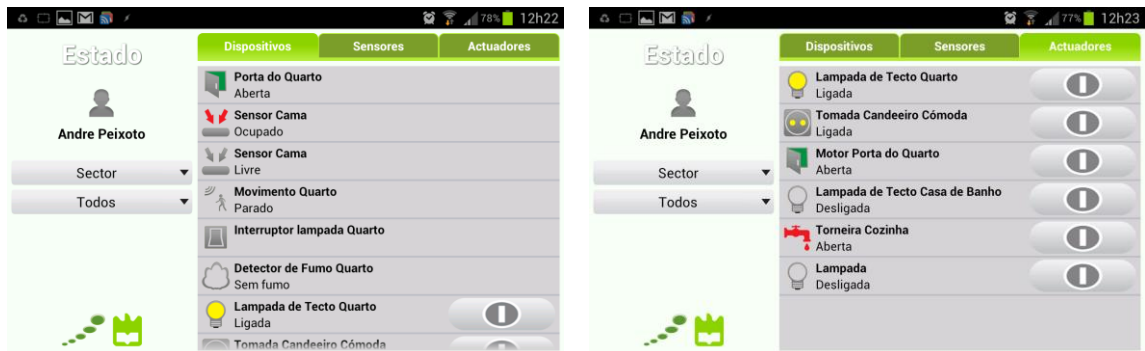 78% 12h22
Estado
Andre Peixoto
Sector
Todos
Dispositivos Sensores Actuadores
Porta do Quarto
Aberta
Sensor Cama
Ocupado
Sensor Cama
Livre
Movimento Quarto
Parado
Interruptor lampada Quarto
Detector de Fumo Quarto
Sem fumo
Lampada de Tecto Quarto
Ligada
Tomada Candeeiro Cómoda
77% 12h23
Estado
Andre Peixoto
Sector
Todos
Dispositivos Sensores Actuadores
Lampada de Tecto Quarto
Ligada
Tomada Candeeiro Cómoda
Ligada
Motor Porta do Quarto
Aberta
Lampada de Tecto Casa de Banho
Desligada
Torneira Cozinha
Aberta
Lampada
Desligada